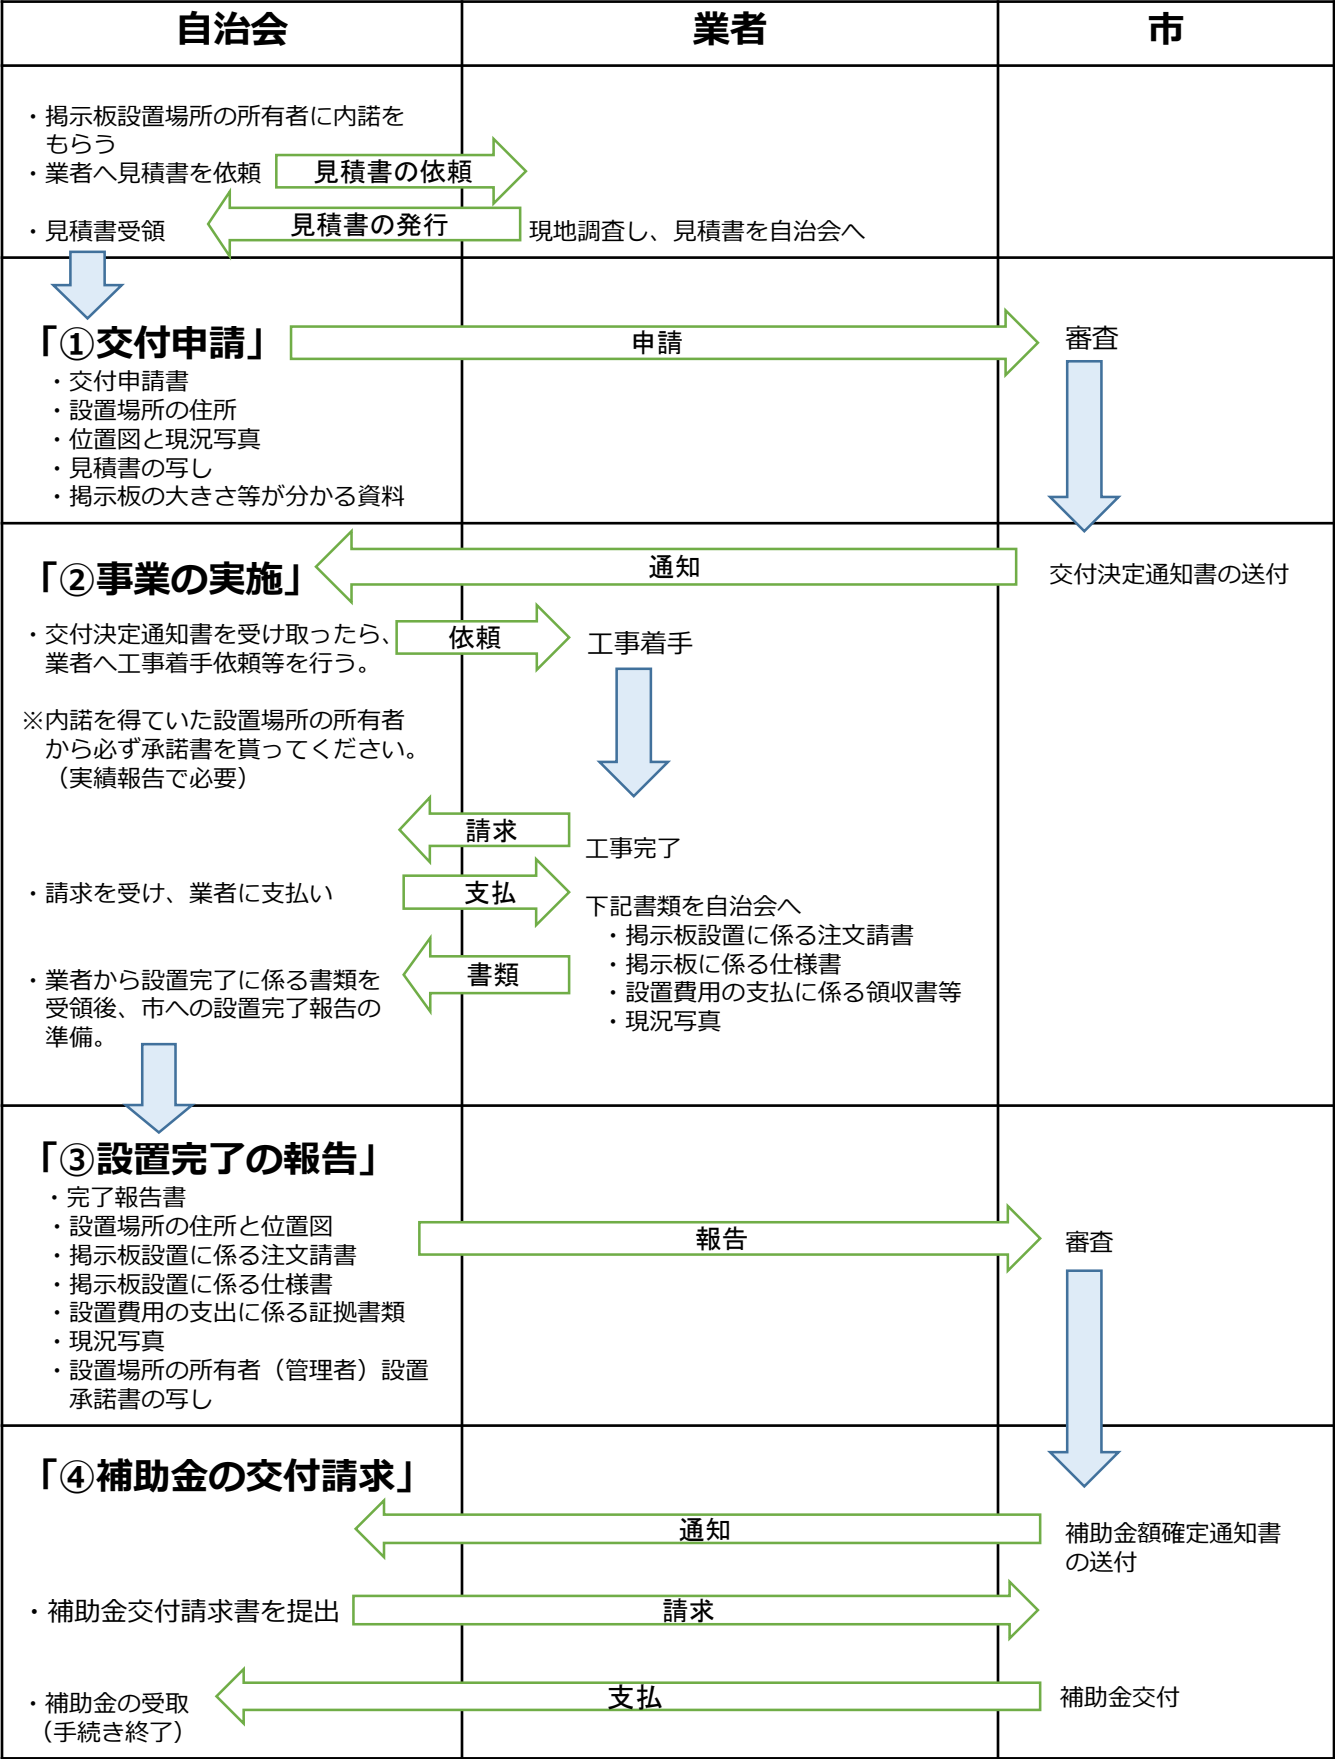 自治会
業者
市
・掲示板設置場所の所有者に内諾を
もらう
・業者へ見積書を依頼
見積書の依頼
・見積書受領
見積書の発行
現地調査し、見積書を自治会へ
「①交付申請」
申請
審査
・交付申請書
・設置場所の住所
・位置図と現況写真
・見積書の写し
・掲示板の大きさ等が分かる資料
「②事業の実施」
通知
交付決定通知書の送付
・交付決定通知書を受け取ったら、
業者へ工事着手依頼等を行う。
依頼
工事着手
※内諾を得ていた設置場所の所有者
から必ず承諾書を貰ってください。
（実績報告で必要）
請求
工事完了
・請求を受け、業者に支払い
支払
下記書類を自治会へ
・掲示板設置に係る注文請書
・掲示板に係る仕様書
・設置費用の支払に係る領収書等
・現況写真
書類
・業者から設置完了に係る書類を
受領後、市への設置完了報告の
準備。
「③設置完了の報告」
・完了報告書
・設置場所の住所と位置図
・掲示板設置に係る注文請書
・掲示板設置に係る仕様書
・設置費用の支出に係る証拠書類
・現況写真
・設置場所の所有者（管理者）設置
承諾書の写し
報告
審査
「④補助金の交付請求」
通知
補助金額確定通知書
の送付
・補助金交付請求書を提出
請求
・補助金の受取
（手続き終了）
支払
補助金交付